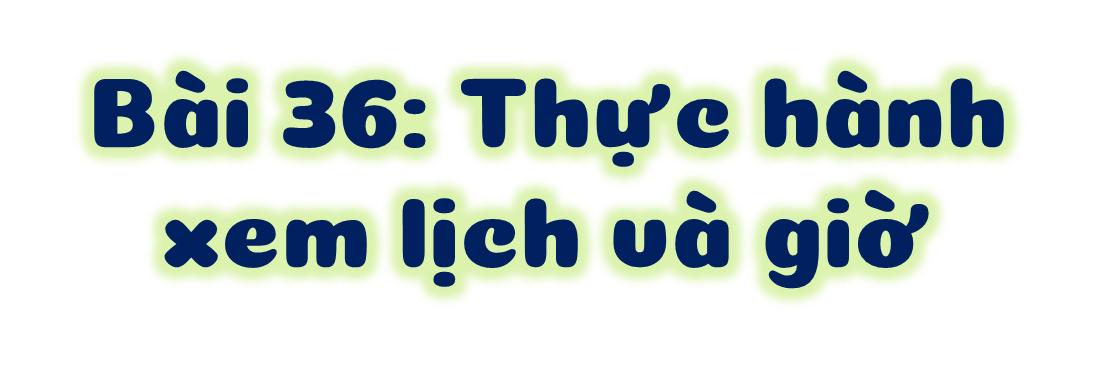 Bài 36: Thực hành
xem lịch và giờ